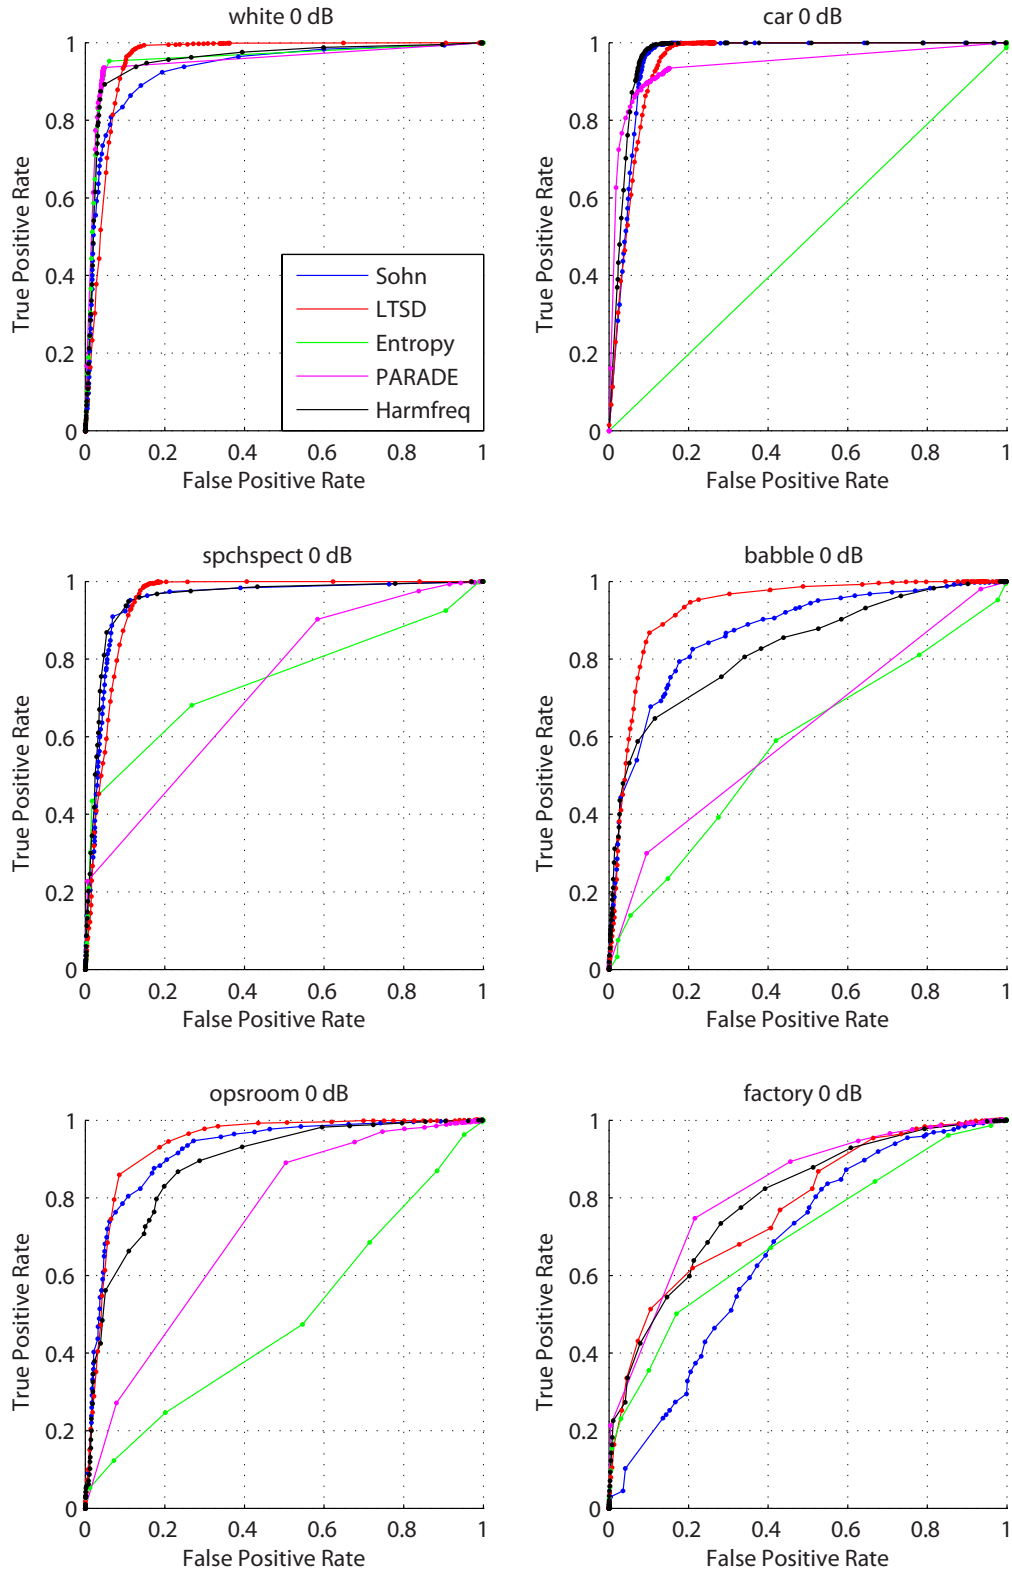 white 0 dB
True Positive Rate
1
0.8
0.6
0.4
0.2
0
0 0.2 0.4 0.6 0.8 1
False Positive Rate
Sohn
LTSD
Entropy
PARADE
Harmfreq
car 0 dB
True Positive Rate
1
0.8
0.6
0.4
0.2
0
0 0.2 0.4 0.6 0.8 1
False Positive Rate
spchspect 0 dB
True Positive Rate
1
0.8
0.6
0.4
0.2
0
0 0.2 0.4 0.6 0.8 1
False Positive Rate
babble 0 dB
True Positive Rate
1
0.8
0.6
0.4
0.2
0
0 0.2 0.4 0.6 0.8 1
False Positive Rate
opsroom 0 dB
True Positive Rate
1
0.8
0.6
0.4
0.2
0
0 0.2 0.4 0.6 0.8 1
False Positive Rate
factory 0 dB
True Positive Rate
1
0.8
0.6
0.4
0.2
0
0 0.2 0.4 0.6 0.8 1
False Positive Rate